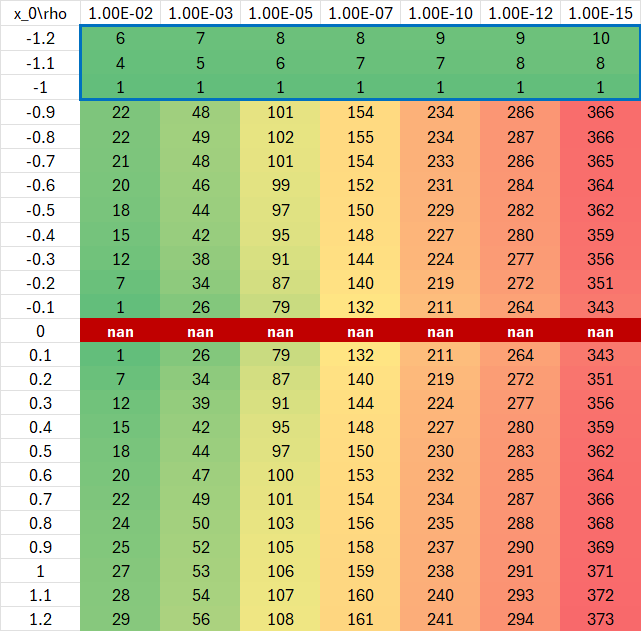 x_0\rho 1.00E-02 1.00E-03 1.00E-05 1.00E-07 1.00E-10 1.00E-12 1.00E-15
-1.2 6 7 8 8 9 9 10
-1.1 4 5 6 7 7 8 8
-1 1 1 1 1 1 1 1
-0.9 22 48 101 154 234 286 366
-0.8 22 49 102 155 234 287 366
-0.7 21 48 101 154 233 286 365
-0.6 20 46 99 152 231 284 364
-0.5 18 44 97 150 229 282 362
-0.4 15 42 95 148 227 280 359
-0.3 12 38 91 144 224 277 356
-0.2 7 34 87 140 219 272 351
-0.1 1 26 79 132 211 264 343
0 nan nan nan nan nan nan nan
0.1 1 26 79 132 211 264 343
0.2 7 34 87 140 219 272 351
0.3 12 39 91 144 224 277 356
0.4 15 42 95 148 227 280 359
0.5 18 44 97 150 230 283 362
0.6 20 47 100 153 232 285 364
0.7 22 49 101 154 234 287 366
0.8 24 50 103 156 235 288 368
0.9 25 52 105 158 237 290 369
1 27 53 106 159 238 291 371
1.1 28 54 107 160 240 293 372
1.2 29 56 108 161 241 294 373